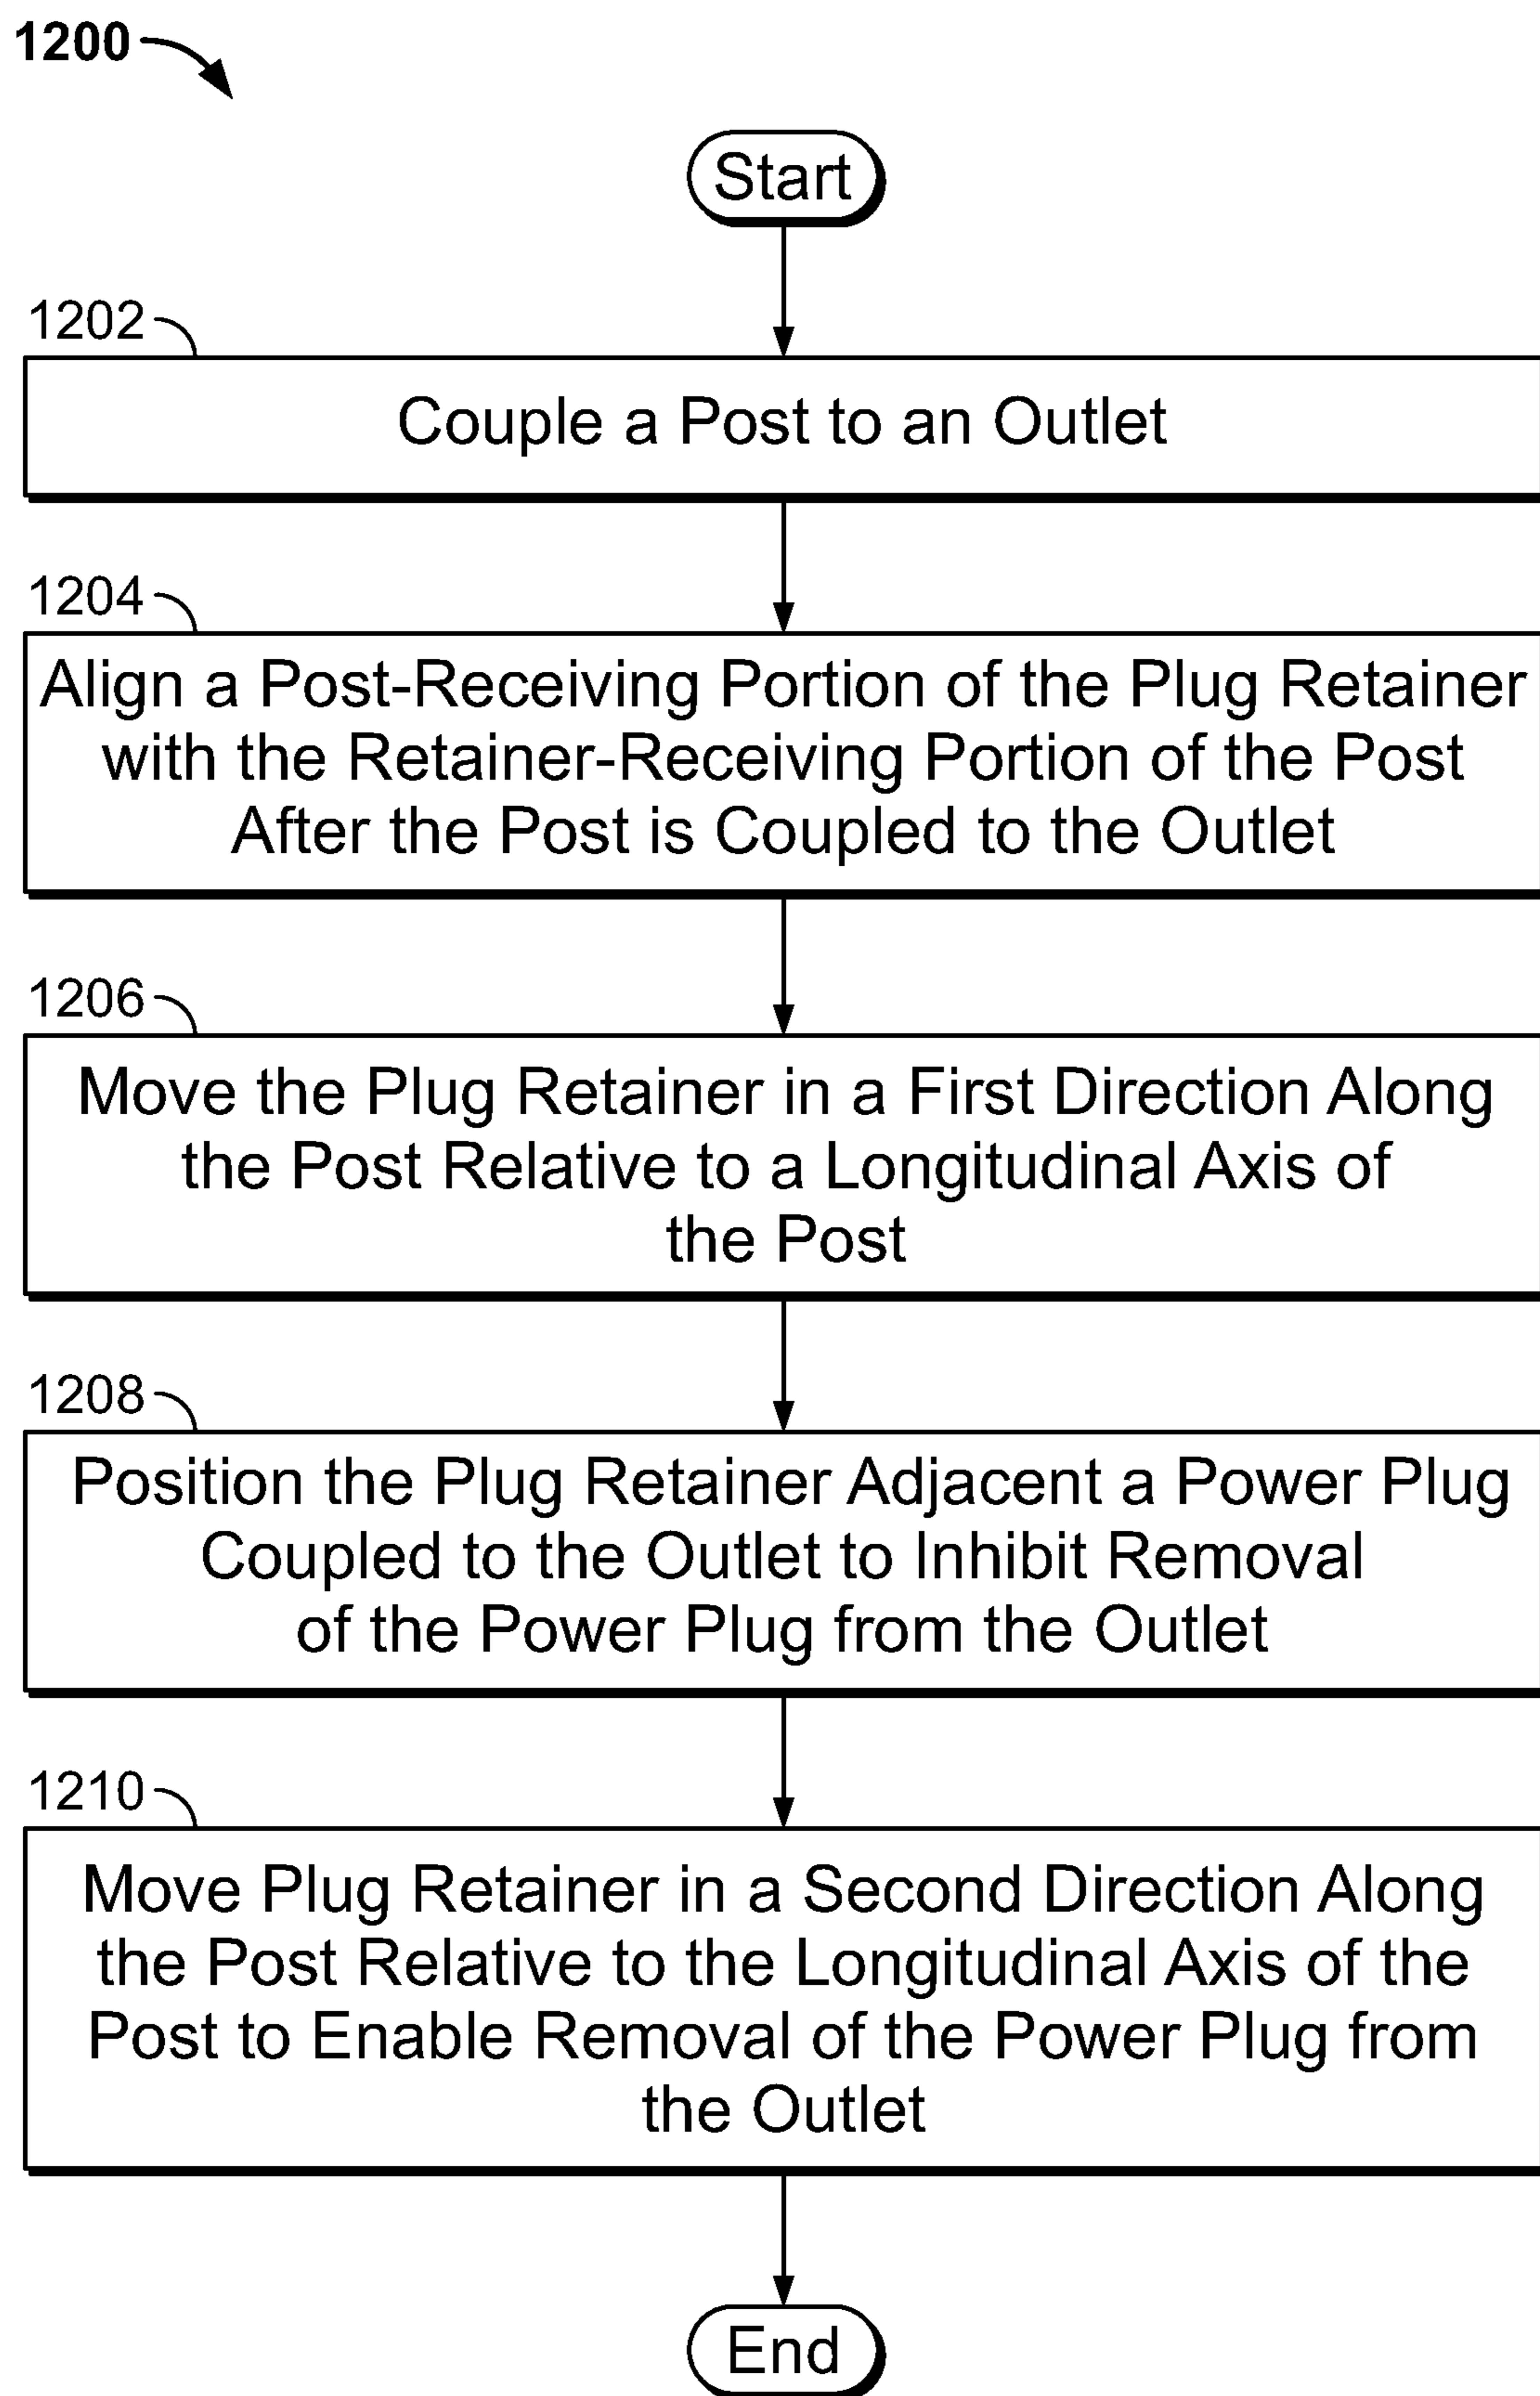 1200
Start
1202
Couple a Post to an Outlet
1204
Align a Post-Receiving Portion of the Plug Retainer
with the Retainer-Receiving Portion of the Post
After the Post is Coupled to the Outlet
1206
Move the Plug Retainer in a First Direction Along
the Post Relative to a Longitudinal Axis of
the Post
1208
Position the Plug Retainer Adjacent a Power Plug
Coupled to the Outlet to Inhibit Removal
of the Power Plug from the Outlet
1210
Move Plug Retainer in a Second Direction Along
the Post Relative to the Longitudinal Axis of the
Post to Enable Removal of the Power Plug from
the Outlet
End